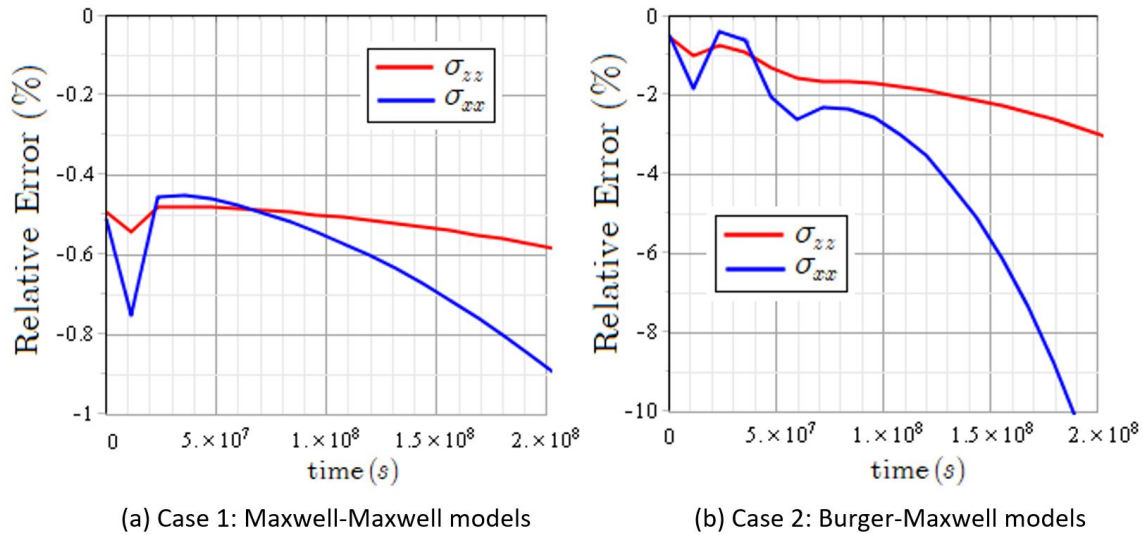 0
-0.2
-0.4
-0.6
-0.8
-1
Relative Error (%)
σzz
σxx
0
5.×10⁷
1.×10⁸
1.5×10⁸
2.×10⁸
time (s)
(a) Case 1: Maxwell-Maxwell models
0
-2
-4
-6
-8
-10
Relative Error (%)
σzz
σxx
0
5.×10⁷
1.×10⁸
1.5×10⁸
2.×10⁸
time (s)
(b) Case 2: Burger-Maxwell models